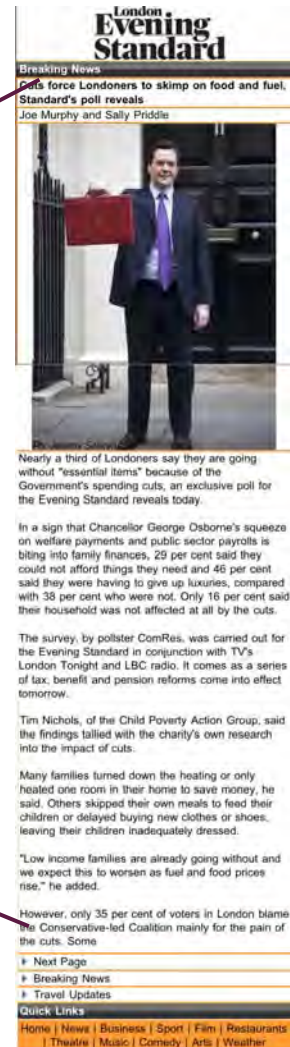 London
Evening
Standard
Breaking News
Cuts force Londoners to skimp on food and fuel,
Standard's poll reveals
Joe Murphy and Sally Priddle
Nearly a third of Londoners say they are going
without "essential items" because of the
Government's spending cuts, an exclusive poll for
the Evening Standard reveals today.
In a sign that Chancellor George Osborne's squeeze
on welfare payments and public sector payrolls is
biting into family finances, 29 per cent said they
could not afford things they need and 46 per cent
said they were having to give up luxuries, compared
with 38 per cent who were not. Only 16 per cent said
their household was not affected at all by the cuts.
The survey, by pollster ComRes, was carried out for
the Evening Standard in conjunction with TV's
London Tonight and LBC radio. It comes as a series
of tax, benefit and pension reforms come into effect
tomorrow.
Tim Nichols, of the Child Poverty Action Group, said
the findings tallied with the charity's own research
into the impact of cuts.
Many families turned down the heating or only
heated one room in their home to save money, he
said. Others skipped their own meals to feed their
children or delayed buying new clothes or shoes,
leaving their children inadequately dressed.
"Low income families are already going without and
we expect this to worsen as fuel and food prices
rise," he added.
However, only 35 per cent of voters in London blame
the Conservative-led Coalition mainly for the pain of
the cuts. Some
Next Page
Breaking News
Travel Updates
Quick Links
Home | News | Business | Sport | Film | Restaurants
| Theatre | Music | Comedy | Arts | Weather